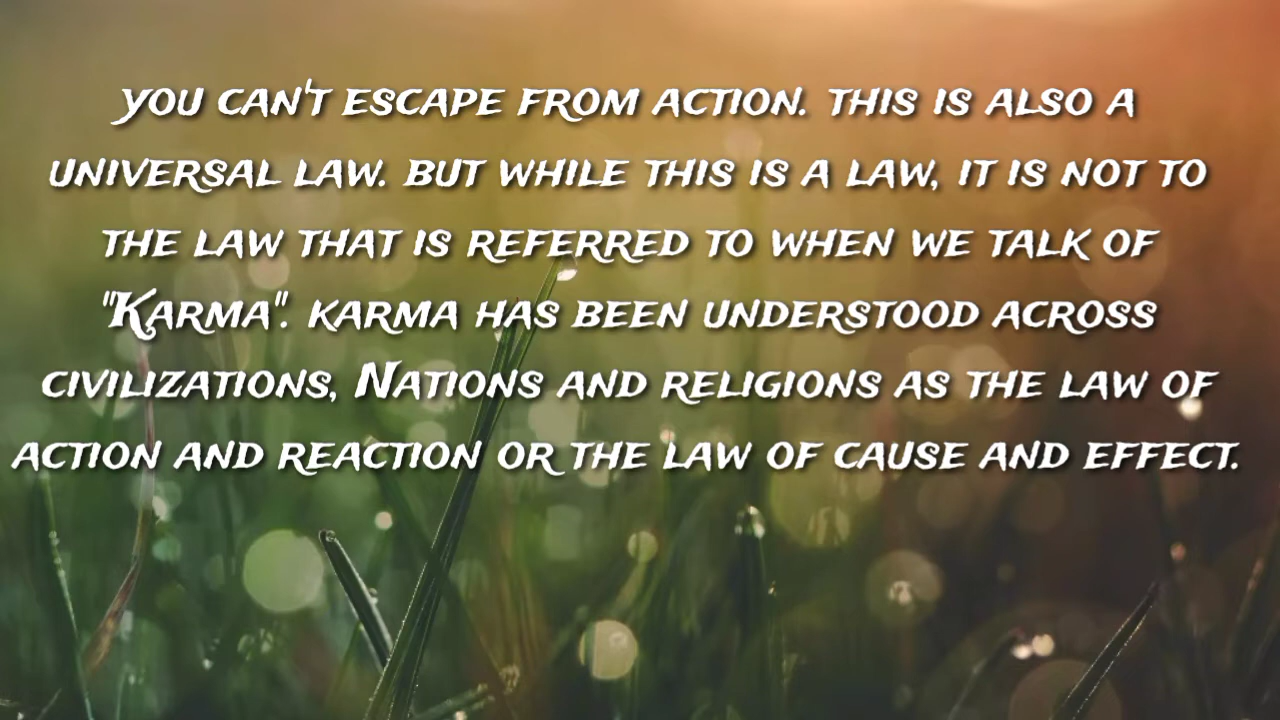 you can't escape from action. this is also a
universal law. but while this is a law, it is not to
the law that is referred to when we talk of
"Karma". karma has been understood across
civilizations, Nations and religions as the law of
action and reaction or the law of cause and effect.